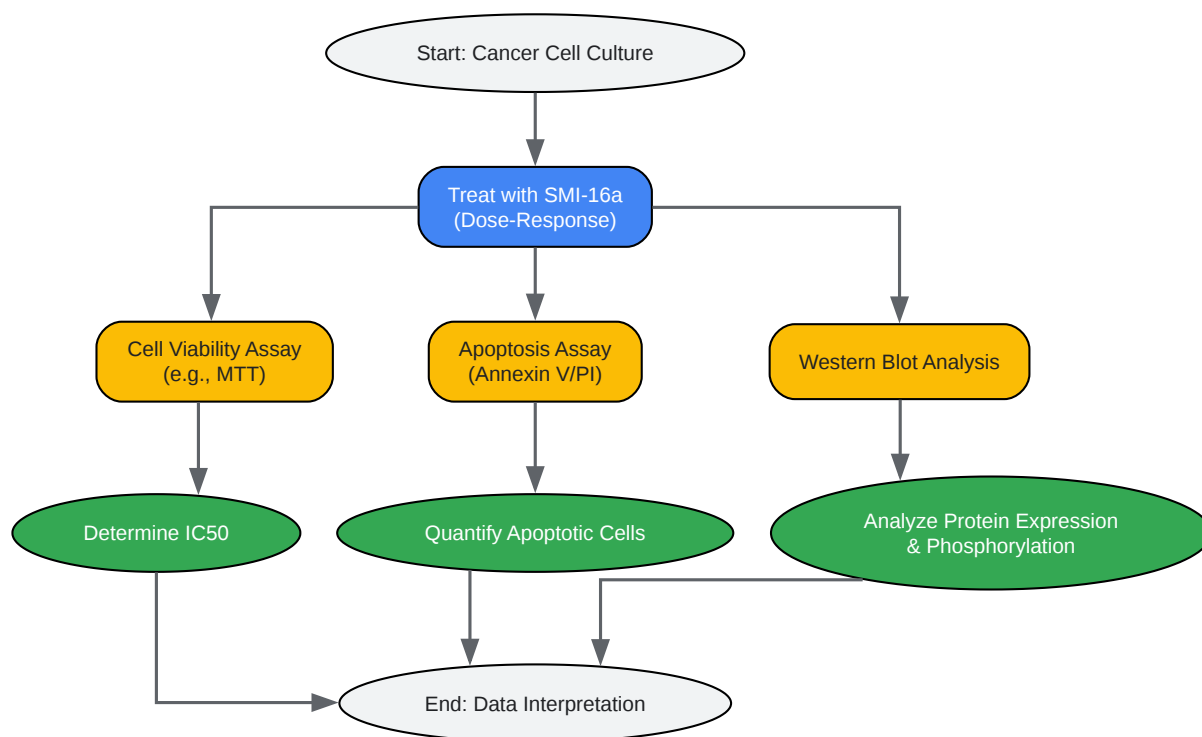 Start: Cancer Cell Culture
Treat with SMI-16a
(Dose-Response)
Cell Viability Assay
(e.g., MTT)
Apoptosis Assay
(Annexin V/PI)
Western Blot Analysis
Determine IC50
Quantify Apoptotic Cells
Analyze Protein Expression
& Phosphorylation
End: Data Interpretation